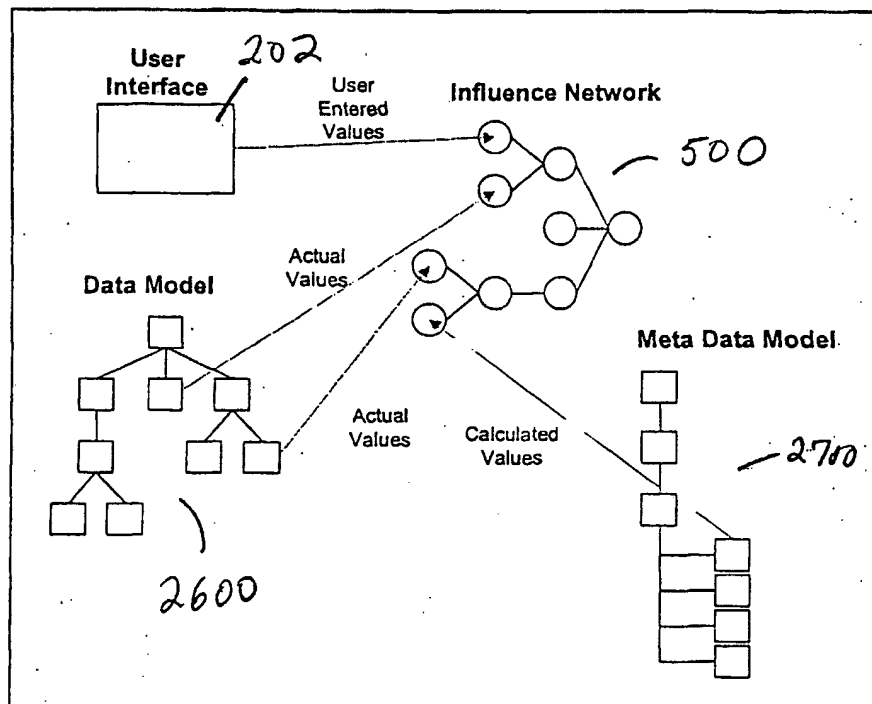 User
Interface
202
User
Entered
Values
Influence Network
500
Actual
Values
Data Model
Meta Data Model
Actual
Values
Calculated
Values
2700
2600